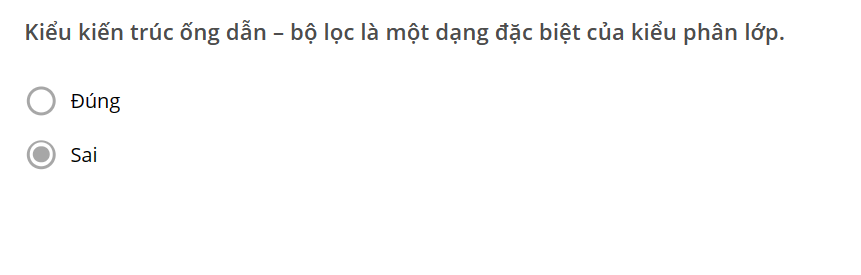 Kiểu kiến trúc ống dẫn – bộ lọc là một dạng đặc biệt của kiểu phân lớp.
Đúng
Sai